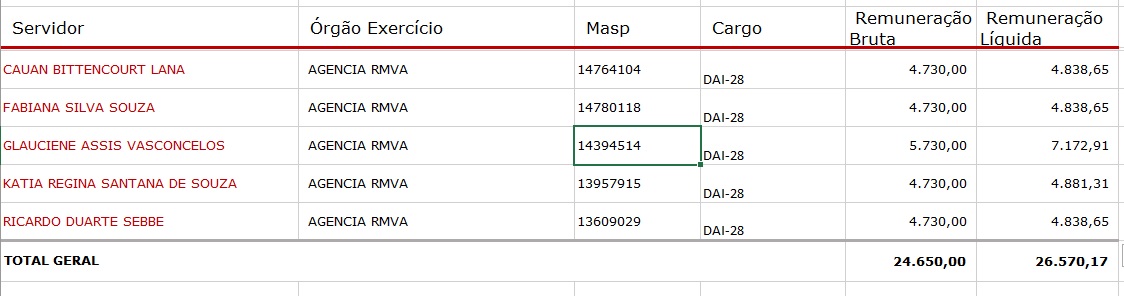 Servidor Órgão Exercício Masp Cargo Remuneração Bruta Remuneração Líquida
CAUAN BITTENCOURT LANA AGENCIA RMVA 14764104 DAI-28 4.730,00 4.838,65
FABIANA SILVA SOUZA AGENCIA RMVA 14780118 DAI-28 4.730,00 4.838,65
GLAUCIENE ASSIS VASCONCELOS AGENCIA RMVA 14394514 DAI-28 5.730,00 7.172,91
KATIA REGINA SANTANA DE SOUZA AGENCIA RMVA 13957915 DAI-28 4.730,00 4.881,31
RICARDO DUARTE SEBBE AGENCIA RMVA 13609029 DAI-28 4.730,00 4.838,65
TOTAL GERAL 24.650,00 26.570,17